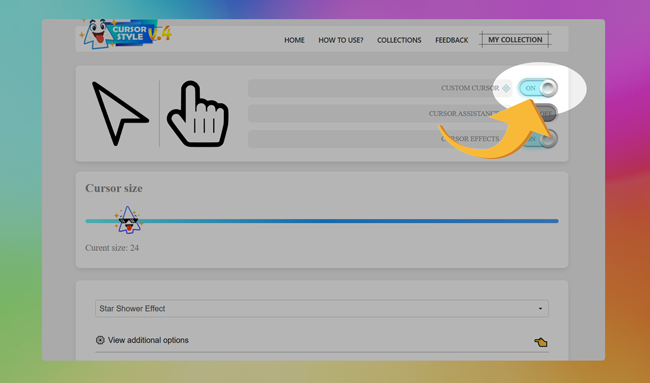 CURSOR
STYLE
V.4
HOME HOW TO USE? COLLECTIONS FEEDBACK MY COLLECTION
CUSTOM CURSOR ON
CURSOR ASSISTANT
CURSOR EFFECTS ON
Cursor size
Curent size: 24
Star Shower Effect
View additional options